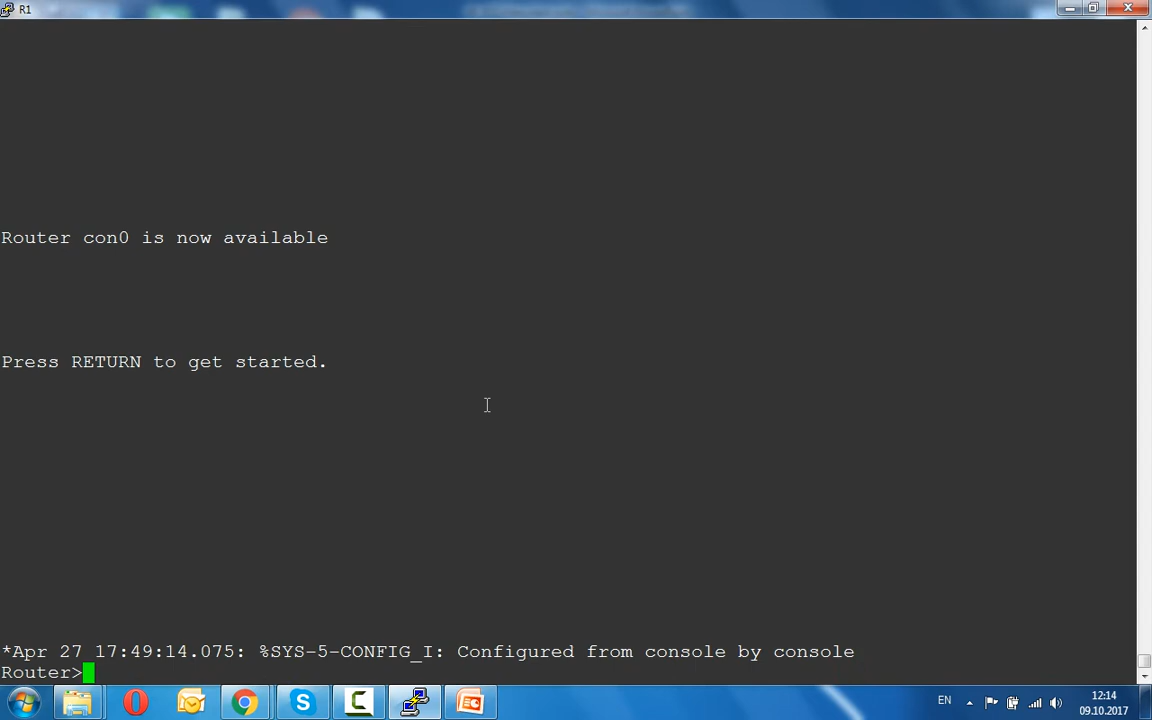 R1
Router con0 is now available
Press RETURN to get started.
*Apr 27 17:49:14.075: %SYS-5-CONFIG_I: Configured from console by console
Router>
EN
12:14
09.10.2017